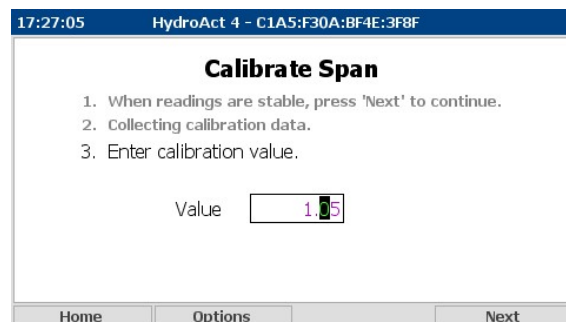 17:27:05 HydroAct 4 - C1A5:F30A:BF4E:3F8F
Calibrate Span
1. When readings are stable, press 'Next' to continue.
2. Collecting calibration data.
3. Enter calibration value.
Value 1.05
Home Options Next